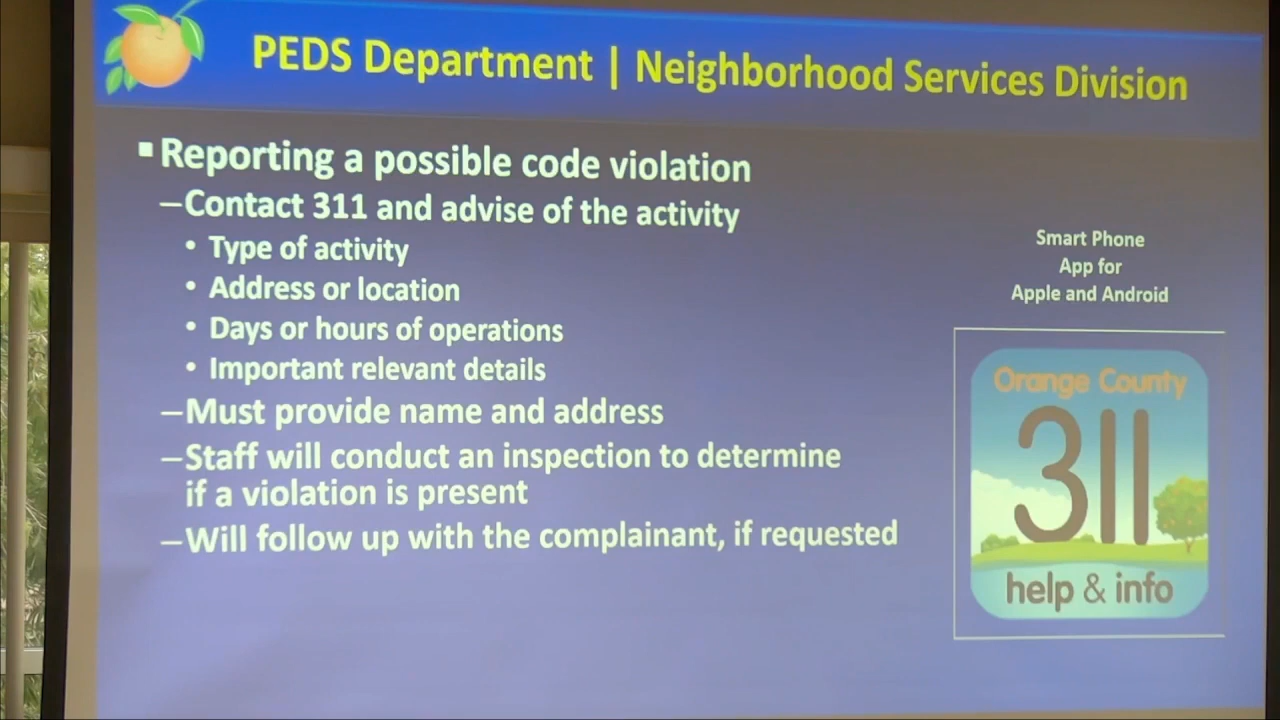 PEDS Department | Neighborhood Services Division
▪ Reporting a possible code violation
–Contact 311 and advise of the activity
• Type of activity
• Address or location
• Days or hours of operations
• Important relevant details
–Must provide name and address
–Staff will conduct an inspection to determine
if a violation is present
–Will follow up with the complainant, if requested
Smart Phone
App for
Apple and Android
Orange County
311
help & info